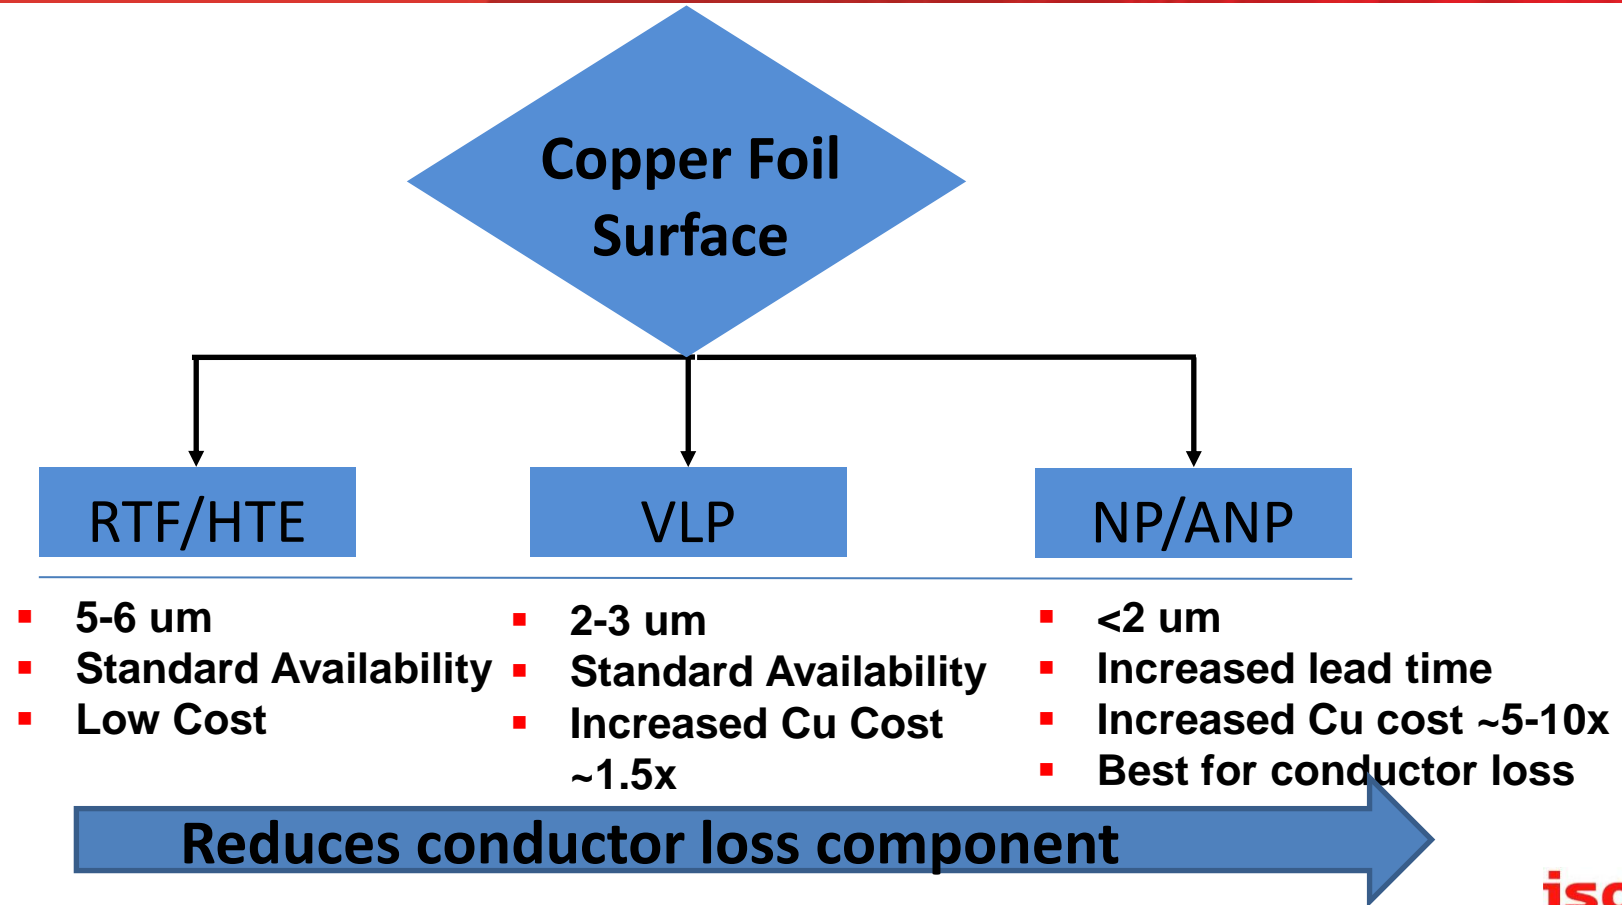 Copper Foil
Surface
RTF/HTE
VLP
NP/ANP
5-6 um
Standard Availability
Low Cost
2-3 um
Standard Availability
Increased Cu Cost
~1.5x
<2 um
Increased lead time
Increased Cu cost ~5-10x
Best for conductor loss
Reduces conductor loss component